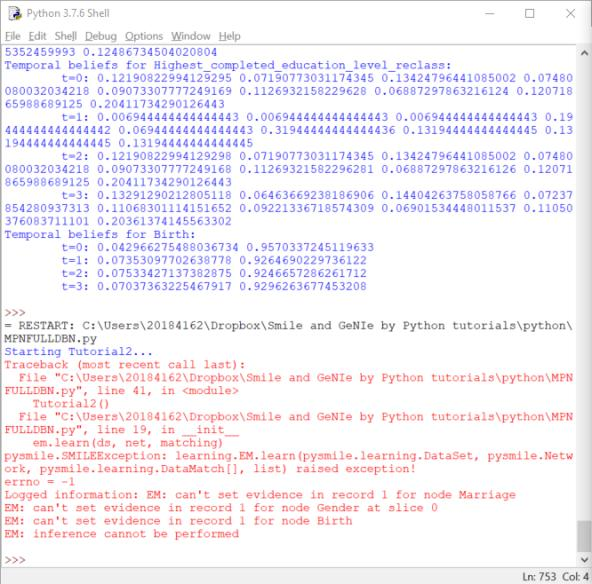 Python 3.7.6 Shell
File Edit Shell Debug Options Window Help
5352459993 0.12486734504020804
Temporal beliefs for Highest_completed_education_level_reclass:
t=0: 0.12190822994129295 0.07190773031174345 0.13424796441085002 0.07480
080032034218 0.09073307777249169 0.1126932158229628 0.06887297863216124 0.120718
65988689125 0.20411734290126443
t=1: 0.006944444444444443 0.006944444444444443 0.006944444444444443 0.19
444444444444442 0.06944444444444443 0.31944444444444436 0.13194444444444445 0.13
194444444444445 0.13194444444444445
t=2: 0.12190822994129298 0.07190773031174345 0.13424796441085002 0.07480
080032034218 0.09073307777249168 0.11269321582296281 0.06887297863216126 0.12071
865988689125 0.20411734290126443
t=3: 0.13291290212805118 0.06463669238186906 0.14404263758058766 0.07237
854280937313 0.11068301114151652 0.09221336718574309 0.06901534448011537 0.11050
376083711101 0.20361374145563302
Temporal beliefs for Birth:
t=0: 0.042966275488036734 0.9570337245119633
t=1: 0.07353097702638778 0.9264690229736122
t=2: 0.07533427137382875 0.9246657286261712
t=3: 0.07037363225467917 0.9296263677453208
>>>
= RESTART: C:\Users\20184162\Dropbox\Smile and GeNIe by Python tutorials\python\
MPNFULLDBN.py
Starting Tutorial2...
Traceback (most recent call last):
File "C:\Users\20184162\Dropbox\Smile and GeNIe by Python tutorials\python\MPN
FULLDBN.py", line 41, in <module>
Tutorial2()
File "C:\Users\20184162\Dropbox\Smile and GeNIe by Python tutorials\python\MPN
FULLDBN.py", line 19, in __init__
em.learn(ds, net, matching)
pysmile.SMILEException: learning.EM.learn(pysmile.learning.DataSet, pysmile.Netw
ork, pysmile.learning.DataMatch[], list) raised exception!
errno = -1
Logged information: EM: can't set evidence in record 1 for node Marriage
EM: can't set evidence in record 1 for node Gender at slice 0
EM: can't set evidence in record 1 for node Birth
EM: inference cannot be performed
>>>
Ln: 753 Col: 4